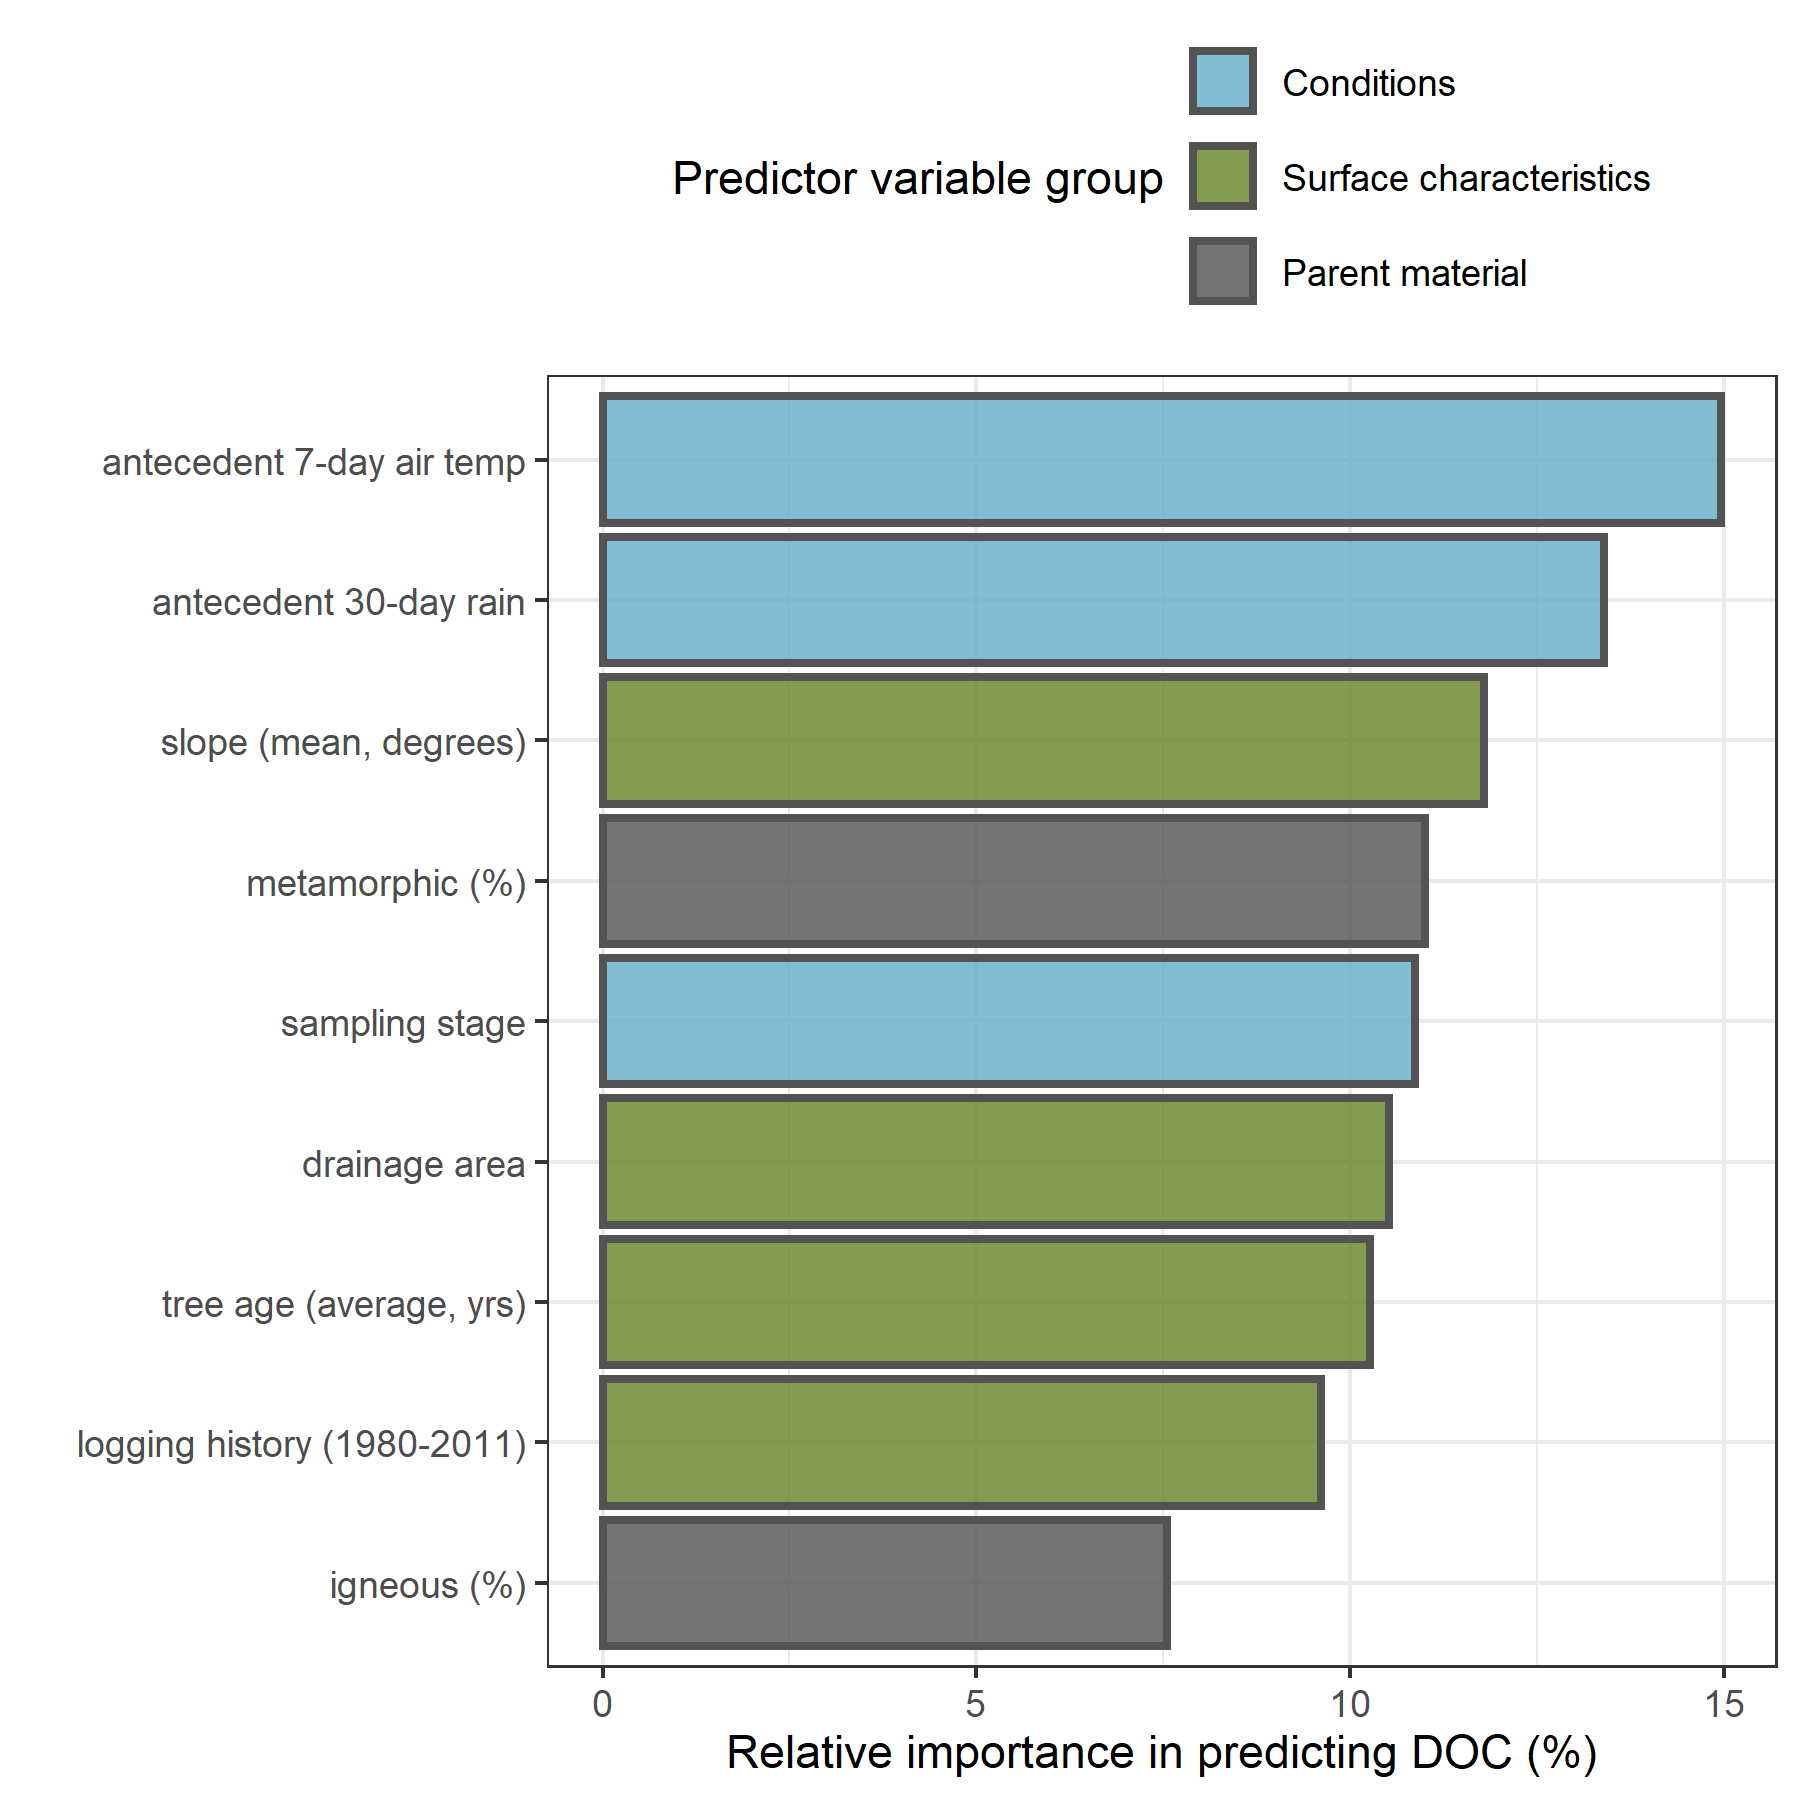 Predictor variable group
Conditions
Surface characteristics
Parent material
antecedent 7-day air temp
antecedent 30-day rain
slope (mean, degrees)
metamorphic (%)
sampling stage
drainage area
tree age (average, yrs)
logging history (1980-2011)
igneous (%)
0 5 10 15
Relative importance in predicting DOC (%)